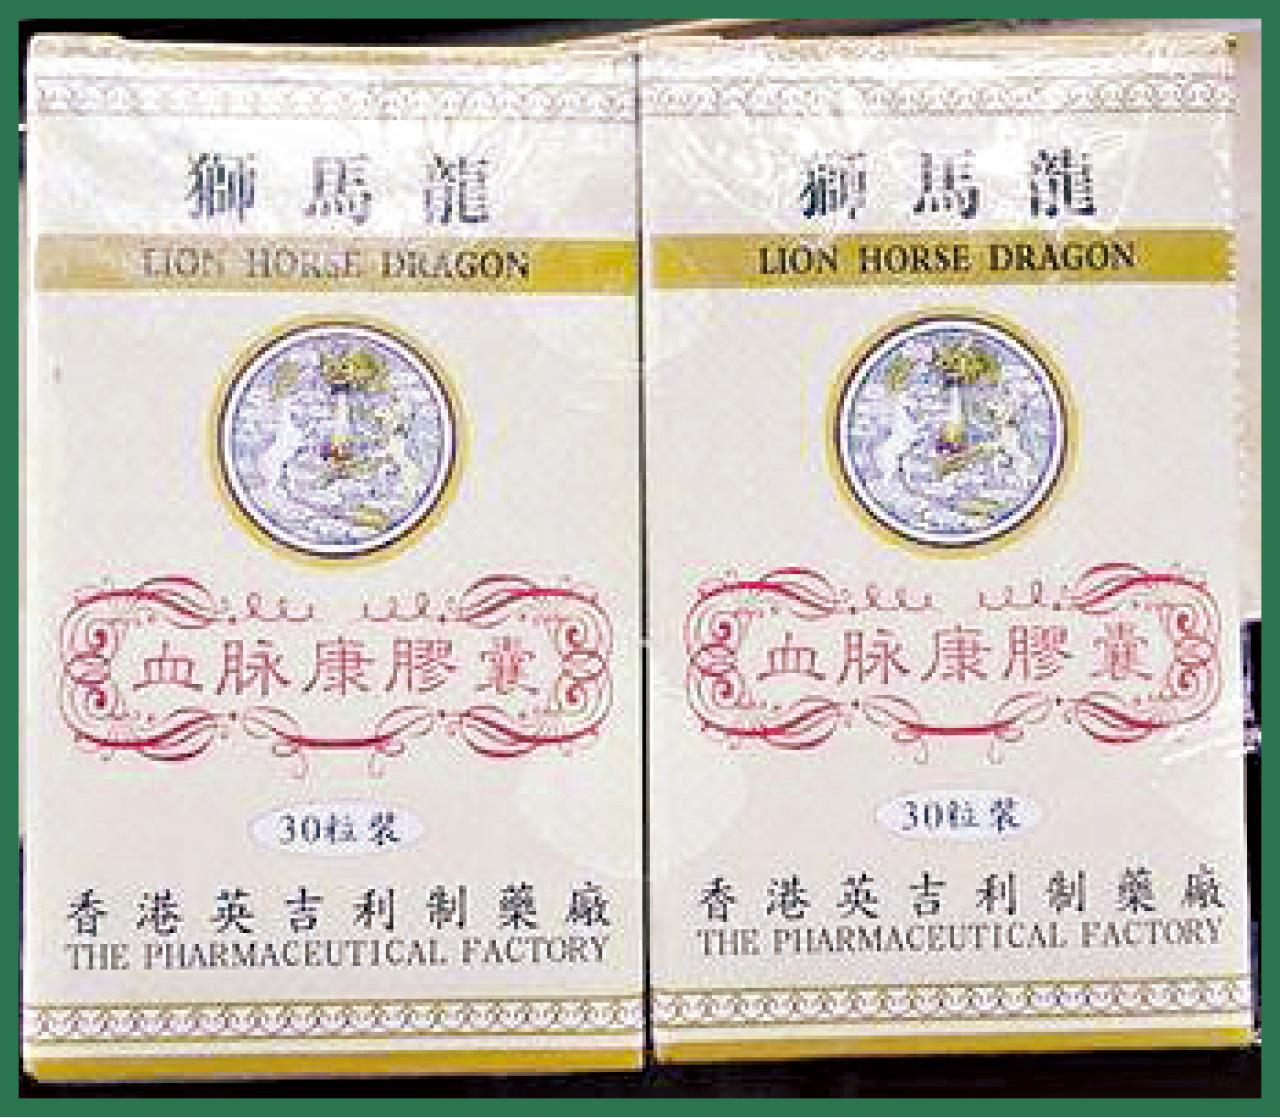 獅馬龍
LION HORSE DRAGON
血脉康膠囊
30粒裝
香港英吉利制藥廠
THE PHARMACEUTICAL FACTORY
獅馬龍
LION HORSE DRAGON
血脉康膠囊
30粒裝
香港英吉利制藥廠
THE PHARMACEUTICAL FACTORY